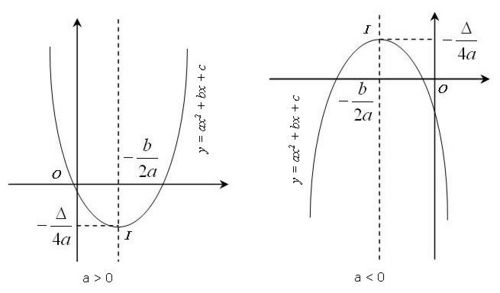 y = ax² + bx + c
-b/2a
O
-Δ/4a
I
a > 0
I
-Δ/4a
O
-b/2a
y = ax² + bx + c
a < 0